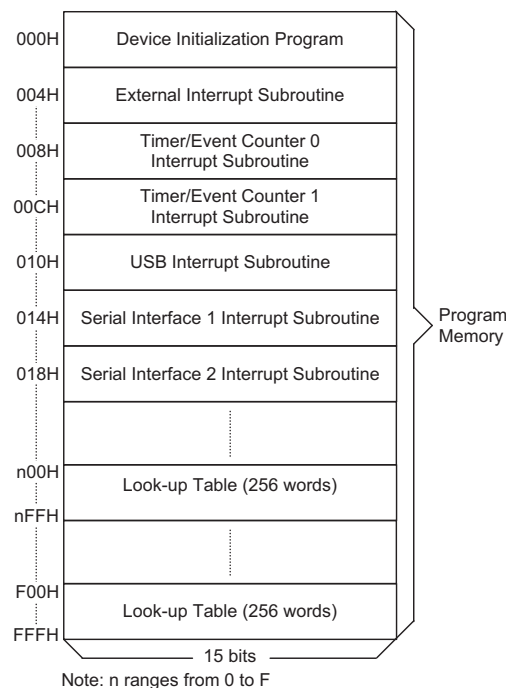 000H
Device Initialization Program
004H
External Interrupt Subroutine
008H
Timer/Event Counter 0
Interrupt Subroutine
00CH
Timer/Event Counter 1
Interrupt Subroutine
010H
USB Interrupt Subroutine
014H
Serial Interface 1 Interrupt Subroutine
Program
Memory
018H
Serial Interface 2 Interrupt Subroutine
n00H
Look-up Table (256 words)
nFFH
F00H
Look-up Table (256 words)
FFFH
15 bits
Note: n ranges from 0 to F